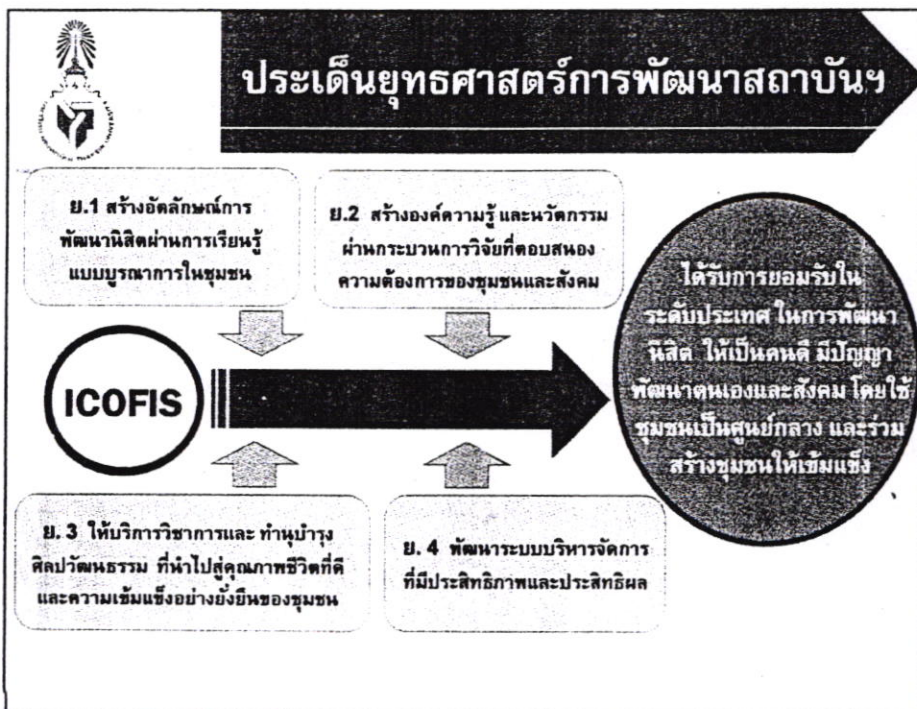 ประเด็นยุทธศาสตร์การพัฒนาสถาบันฯ
ย.1 สร้างอัตลักษณ์การ
พัฒนานิสิตผ่านการเรียนรู้
แบบบูรณาการในชุมชน
ย.2 สร้างองค์ความรู้ และนวัตกรรม
ผ่านกระบวนการวิจัยที่ตอบสนอง
ความต้องการของชุมชนและสังคม
ICOFIS
ได้รับการยอมรับใน
ระดับประเทศ ในการพัฒนา
นิสิต ให้เป็นคนดี มีปัญญา
พัฒนาตนเองและสังคม โดยใช้
ชุมชนเป็นศูนย์กลาง และร่วม
สร้างชุมชนให้เข้มแข็ง
ย. 3 ให้บริการวิชาการและ ทำนุบำรุง
ศิลปวัฒนธรรม ที่นำไปสู่คุณภาพชีวิตที่ดี
และความเข้มแข็งอย่างยั่งยืนของชุมชน
ย. 4 พัฒนาระบบบริหารจัดการ
ที่มีประสิทธิภาพและประสิทธิผล